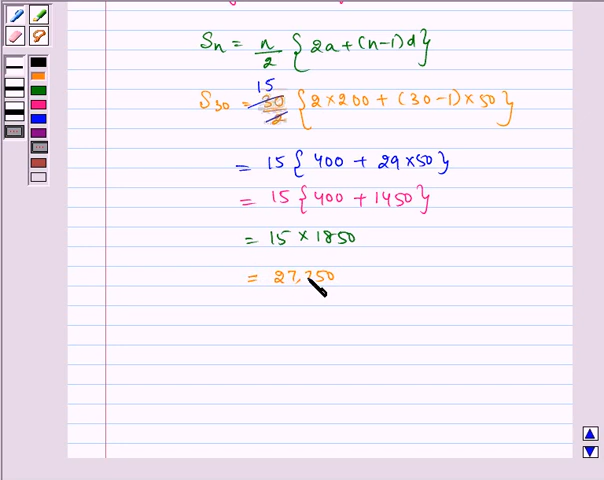 Sn = n/2 {2a + (n-1)d}
S30 = 15 30/2 {2×200 + (30-1)×50}
= 15 {400 + 29×50}
= 15 {400 + 1450}
= 15 × 1850
= 27,750